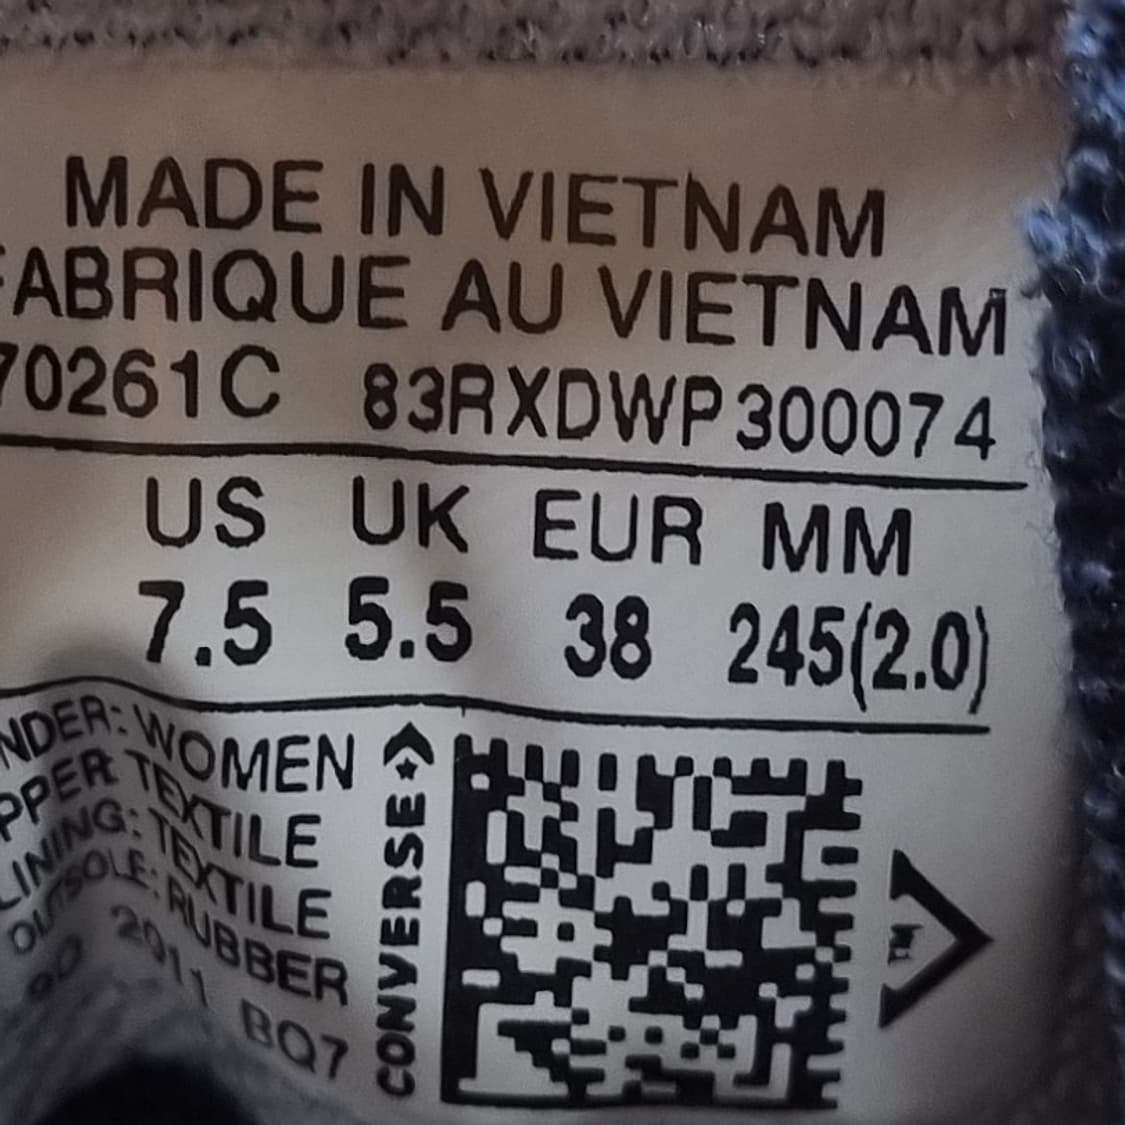 MADE IN VIETNAM
FABRIQUE AU VIETNAM
70261C 83RXDWP300074
US UK EUR MM
7.5 5.5 38 245(2.0)
NDER: WOMEN
PPER TEXTILE
LINING: TEXTILE
OUTSOLE: RUBBER
2011 BQ7
CONVERSE